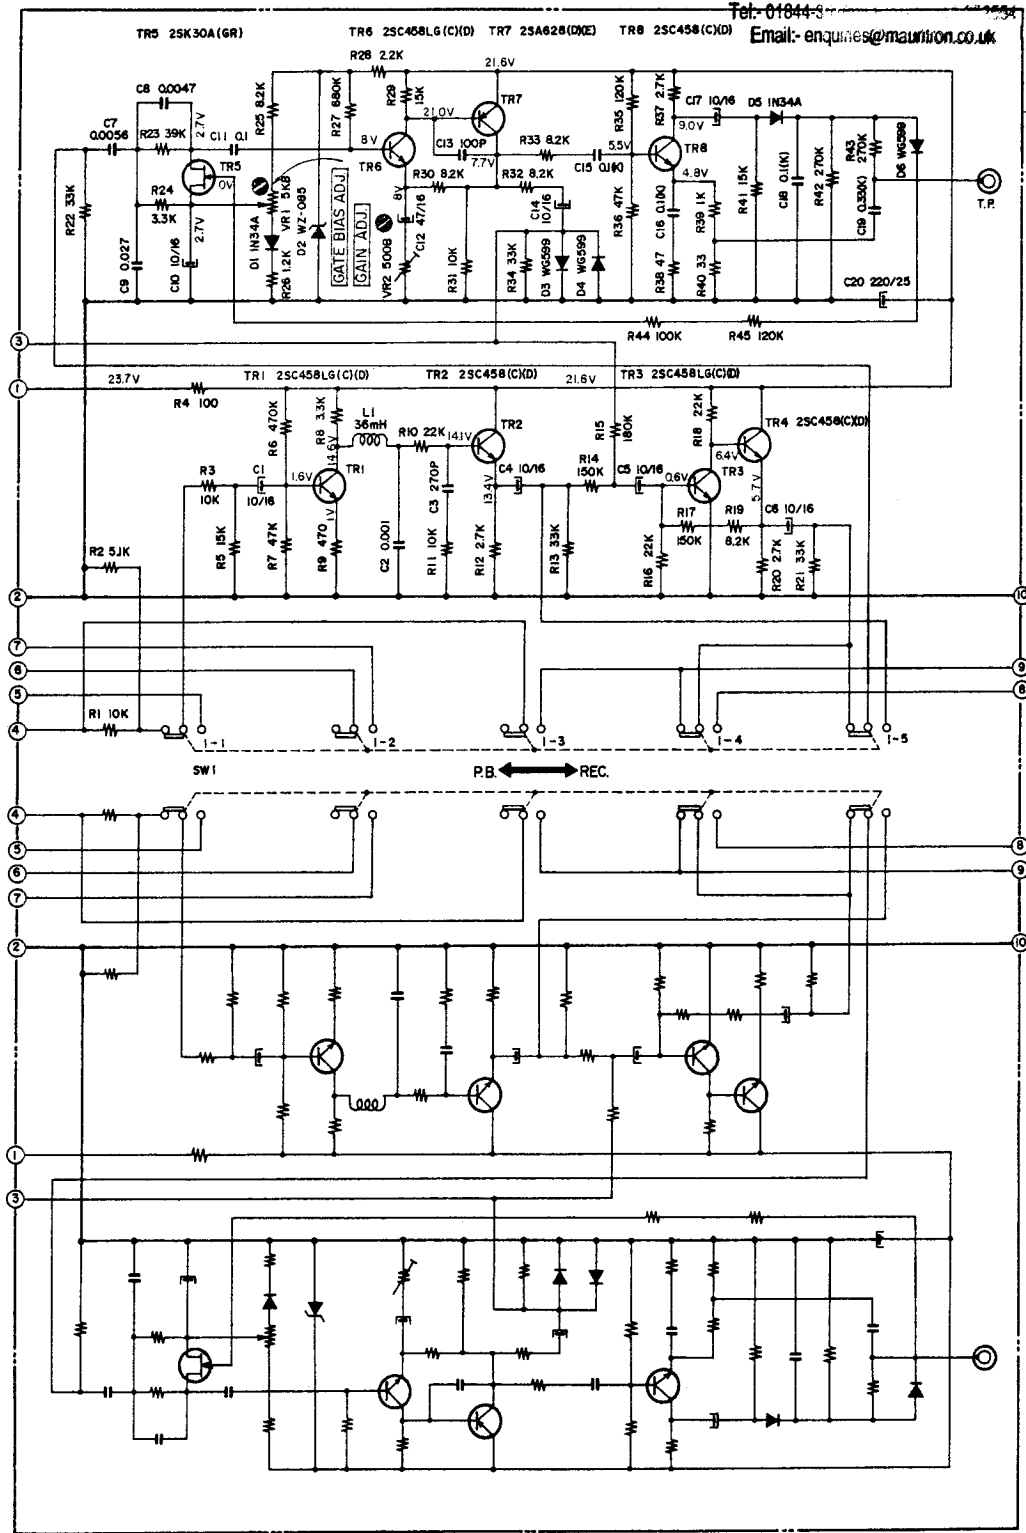 Tel:- 01844-3
Email:- enquiries@mauritron.co.uk
TR5 2SK30A(GR)
TR6 2SC458LG(C)(D)
TR7 2SA628(D)(E)
TR8 2SC458(C)(D)
R28 2.2K
21.6V
C8 0.0047
C7
0.0056
R23 39K
2.7V
C11 0.1
R25 8.2K
R27 680K
R29
15K
21.0V
TR7
8V
TR6
C13 100P
7.7V
R33 8.2K
R35 120K
5.5V
C15 0.1(K)
R37 2.7K
C17 10/16
9.0V
TR8
D5 1N34A
R43
270K
D6 WG599
TR5
0V
R24
3.3K
R22 33K
C9 0.027
C10 10/16
2.7V
VR1 5KB
D1 1N34A
R26 1.2K
D2 WZ-085
GATE BIAS ADJ.
GAIN ADJ.
R30 8.2K
R32 8.2K
8V
C12 47/16
VR2 500B
R31 10K
C14
10/16
R34 33K
D3 WG599
D4 WG599
R36 47K
4.8V
C16 0.1(K)
R38 47
R39 1K
R40 33
R41 15K
C18 0.1(K)
R42 270K
C19 0.33(K)
T.P.
C20 220/25
R44 100K
R45 120K
3
1
23.7V
R4 100
TR1 2SC458LG(C)(D)
TR2 2SC458(C)(D)
21.6V
TR3 2SC458LG(C)(D)
R6 470K
R8 3.3K
L1
36mH
14.6V
R10 22K
14.1V
TR2
R15
180K
R18 22K
TR4 2SC458(C)(D)
6.4V
R3
10K
C1
10/16
1.6V
TR1
1V
C3 270P
13.4V
C4 10/16
R14
150K
C5 10/16
0.6V
TR3
5.7V
R17
150K
R19
8.2K
C6 10/16
R2 5.1K
R5 15K
R7 47K
R9 470
C2 0.001
R11 10K
R12 2.7K
R13 33K
R16 22K
R20 2.7K
R21 33K
2
10
7
6
9
5
8
4
R1 10K
1-1
1-2
1-3
1-4
1-5
SW1
P.B.
REC.
4
5
8
6
9
7
2
10
1
3